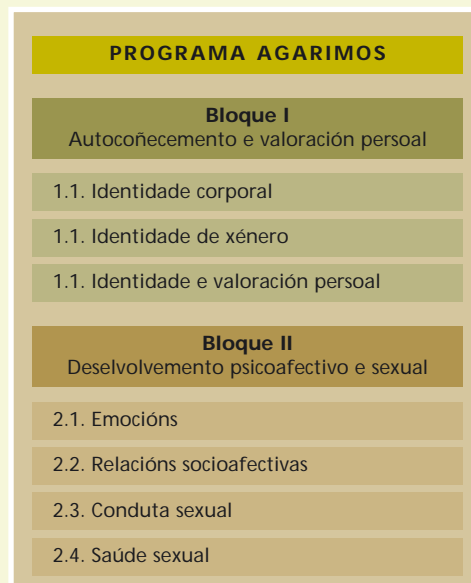 PROGRAMA AGARIMOS
Bloque I
Autocoñecemento e valoración persoal
1.1. Identidade corporal
1.1. Identidade de xénero
1.1. Identidade e valoración persoal
Bloque II
Deselvolvemento psicoafectivo e sexual
2.1. Emocións
2.2. Relacións socioafectivas
2.3. Conduta sexual
2.4. Saúde sexual